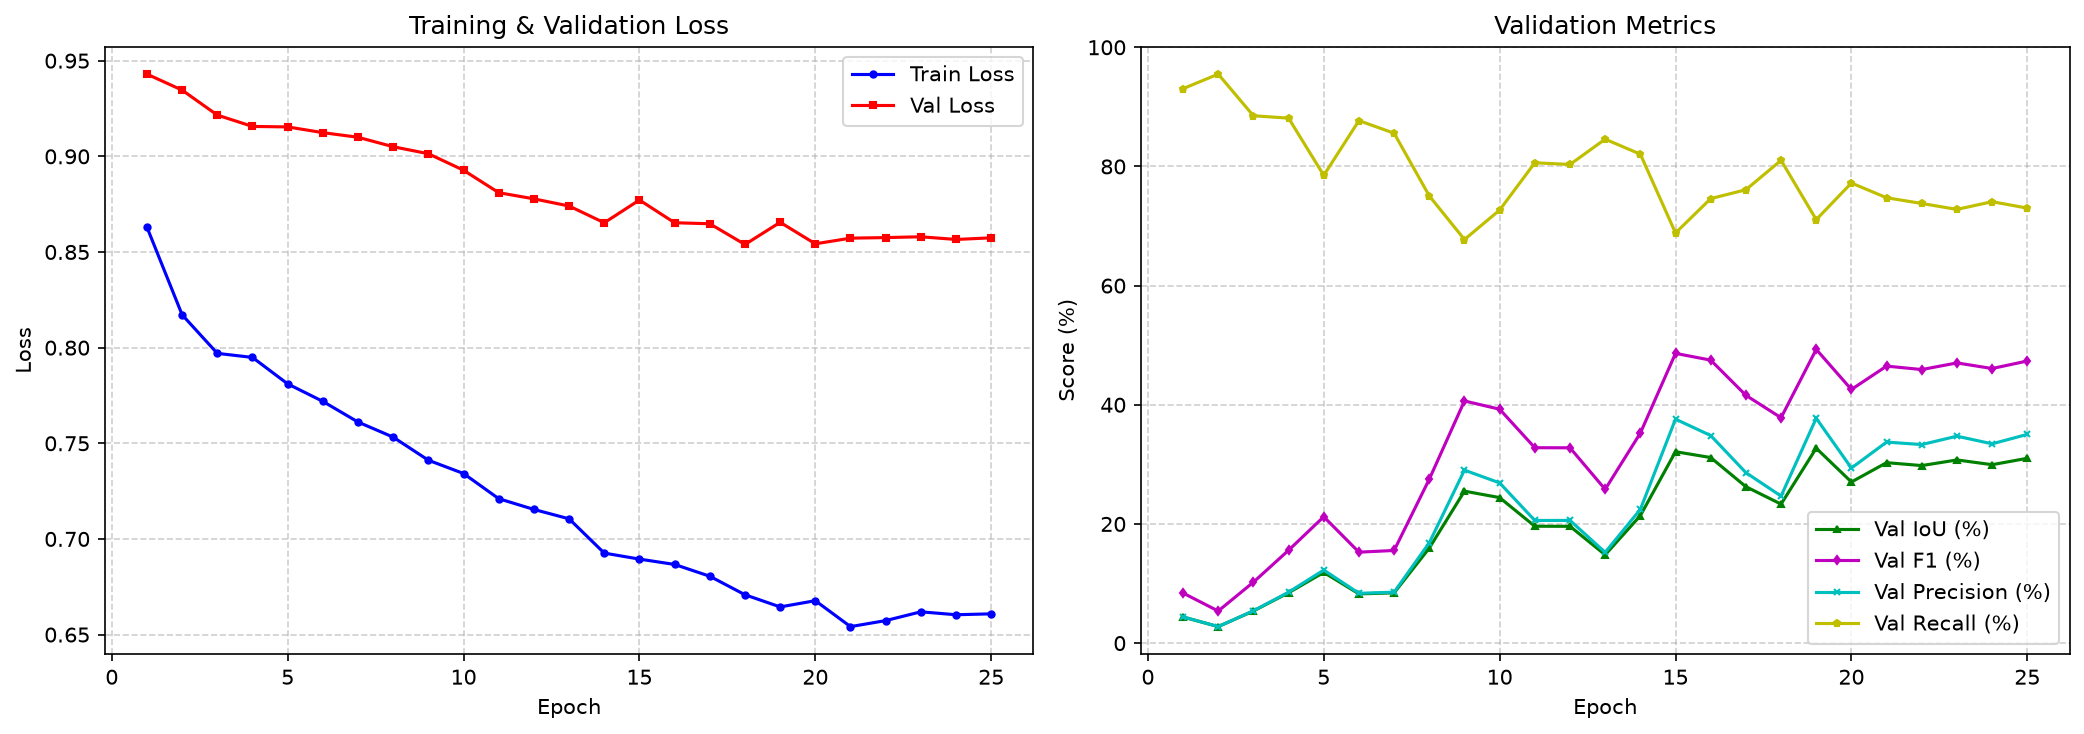 Training & Validation Loss
0.95
0.90
0.85
0.80
0.75
0.70
0.65
Loss
0
5
10
15
20
25
Epoch
Train Loss
Val Loss
Validation Metrics
100
80
60
40
20
0
Score (%)
0
5
10
15
20
25
Epoch
Val IoU (%)
Val F1 (%)
Val Precision (%)
Val Recall (%)